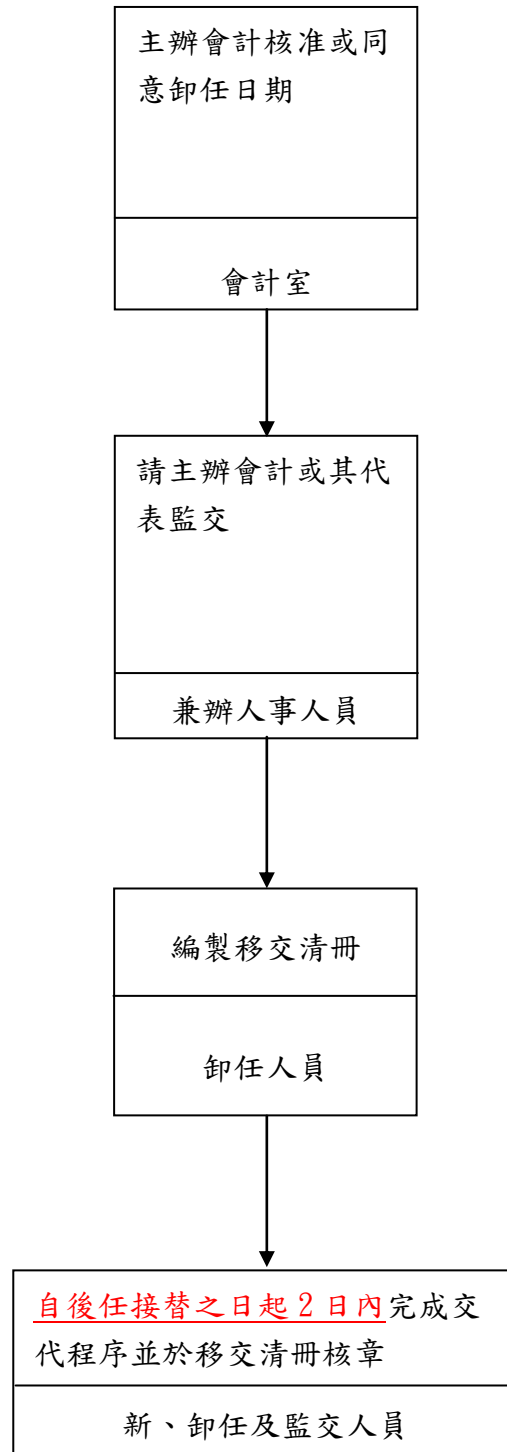 主辦會計核准或同
意卸任日期
會計室
請主辦會計或其代
表監交
兼辦人事人員
編製移交清冊
卸任人員
自後任接替之日起 2 日內完成交
代程序並於移交清冊核章
新、卸任及監交人員